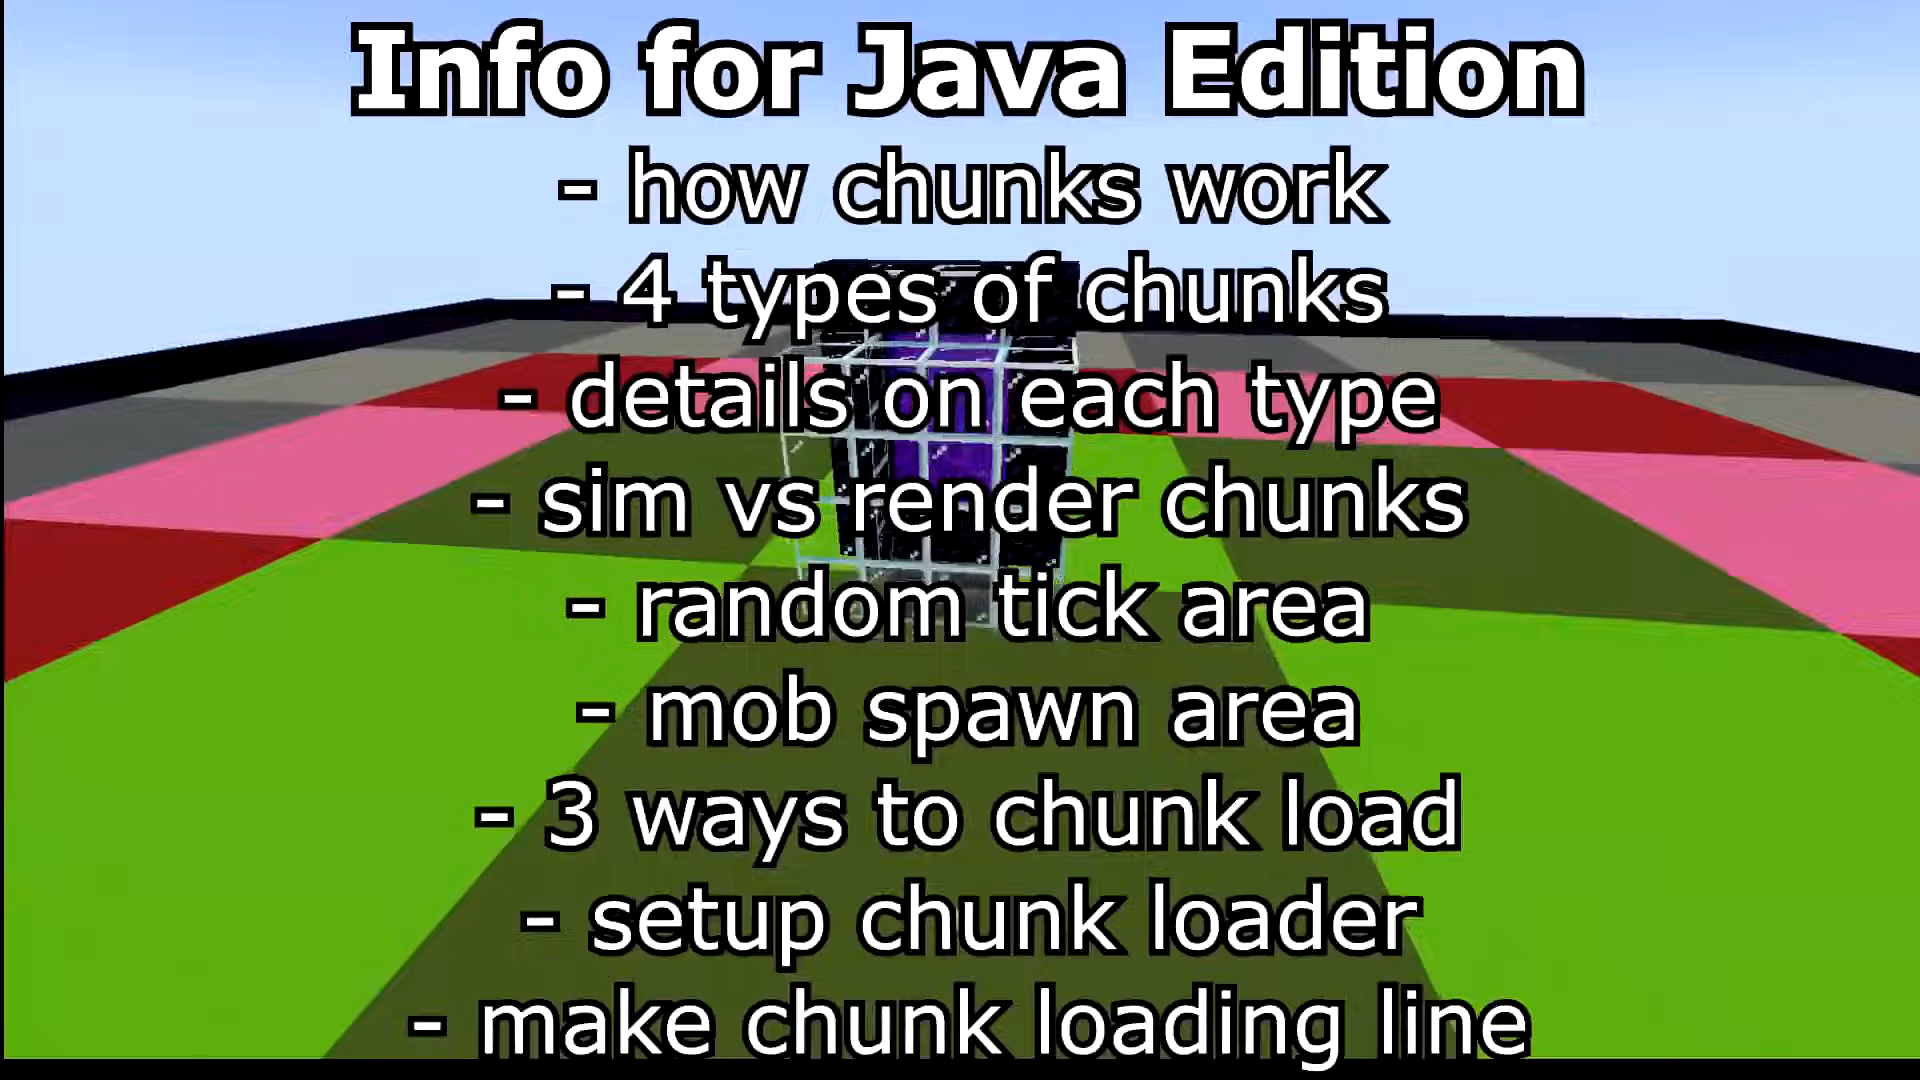 Info for Java Edition
- how chunks work
- 4 types of chunks
- details on each type
- sim vs render chunks
- random tick area
- mob spawn area
- 3 ways to chunk load
- setup chunk loader
- make chunk loading line